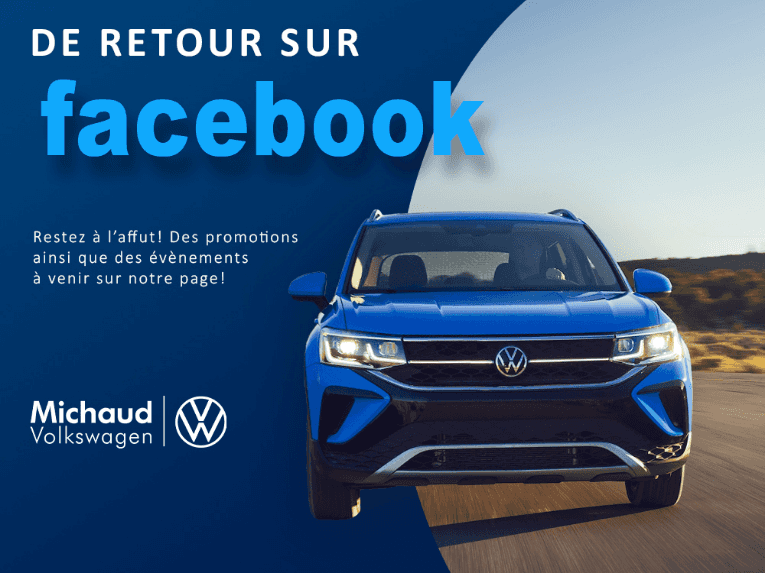 DE RETOUR SUR
facebook
Restez à l'affut! Des promotions
ainsi que des évènements
à venir sur notre page!
Michaud
Volkswagen